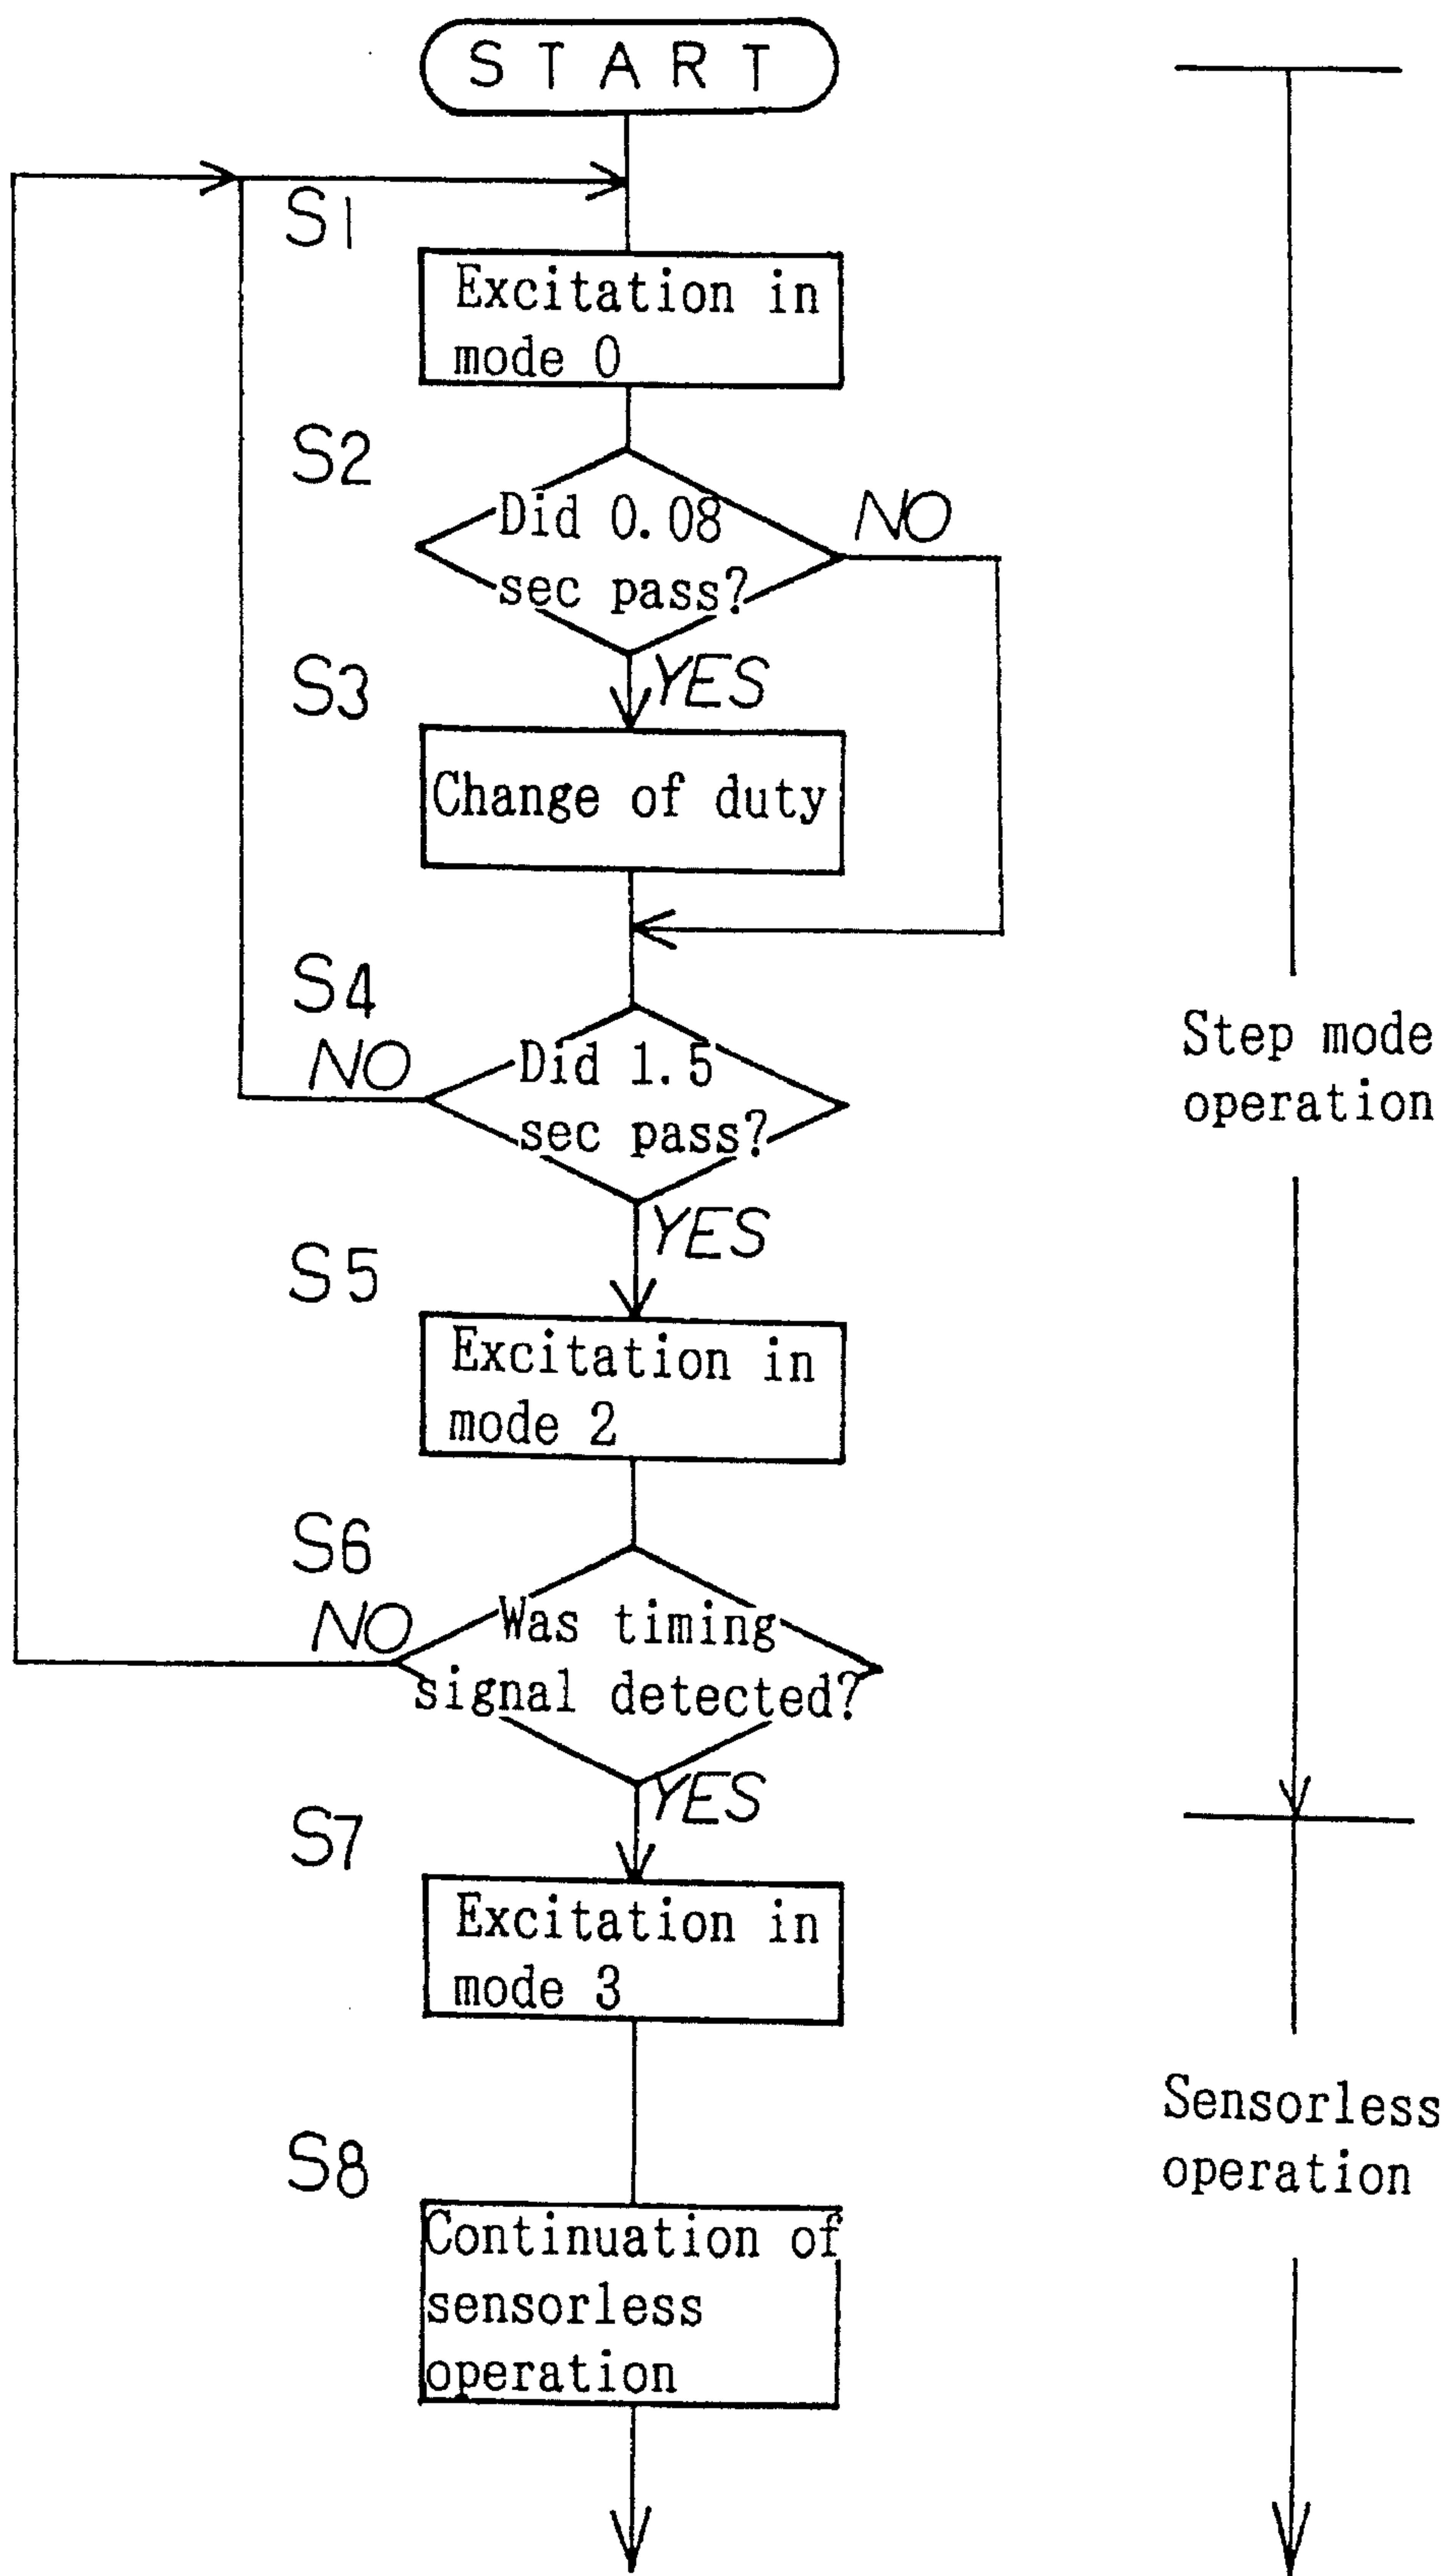 START
S1
Excitation in
mode 0
S2
Did 0.08
sec pass?
NO
YES
S3
Change of duty
S4
NO
Did 1.5
sec pass?
YES
S5
Excitation in
mode 2
S6
NO
Was timing
signal detected?
YES
S7
Excitation in
mode 3
S8
Continuation of
sensorless
operation
Step mode
operation
Sensorless
operation